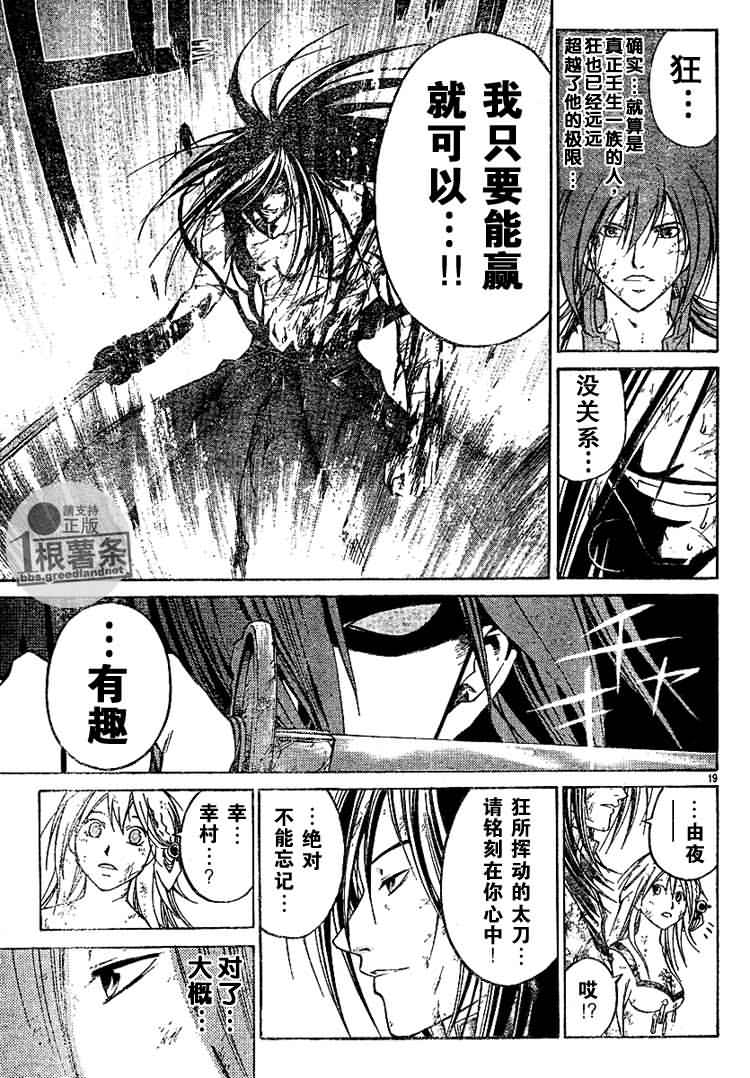 狂…
确实…就算是
真正壬生一族的人，
狂也已经远远
超越了他的极限…
我只要能赢
就可以…!!
没关系…
…有趣
19
…由夜
——
哎!?
狂所挥动的太刀
请铭刻在你心中！
…绝对
不能忘记…
幸…
幸村…?
对了…
大概…
請支持
正版
1根薯条
bbs.greedlandnet